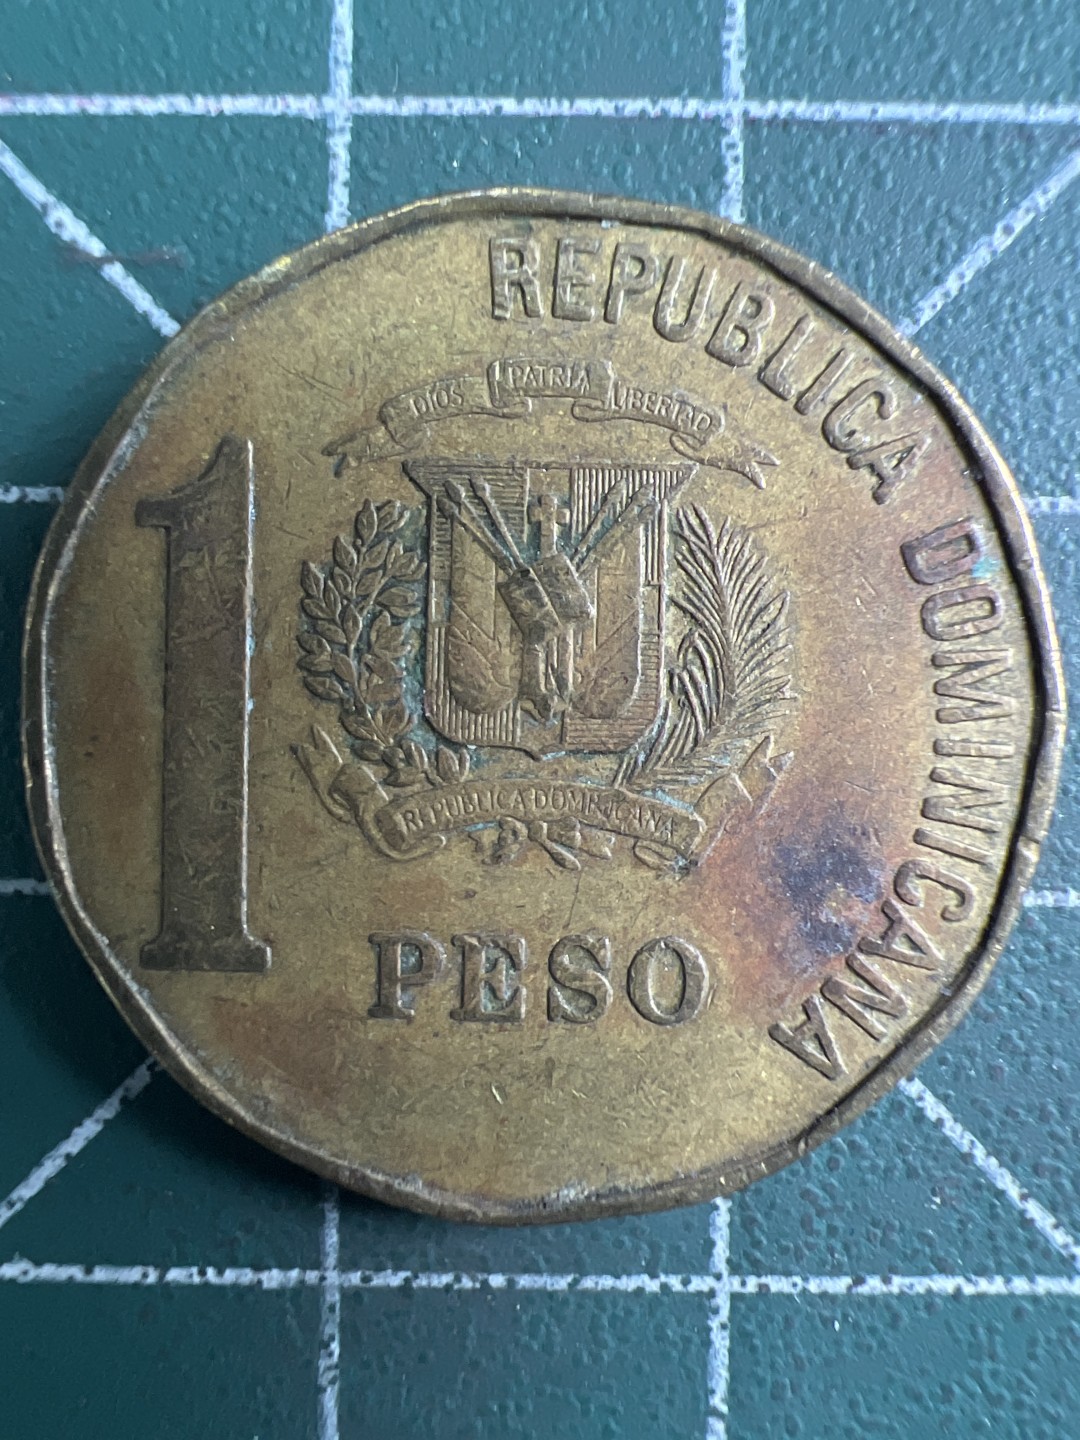 REPUBLICA DOMINICANA
DIOS PATRIA LIBERTAD
1
REPUBLICA DOMINICANA
PESO